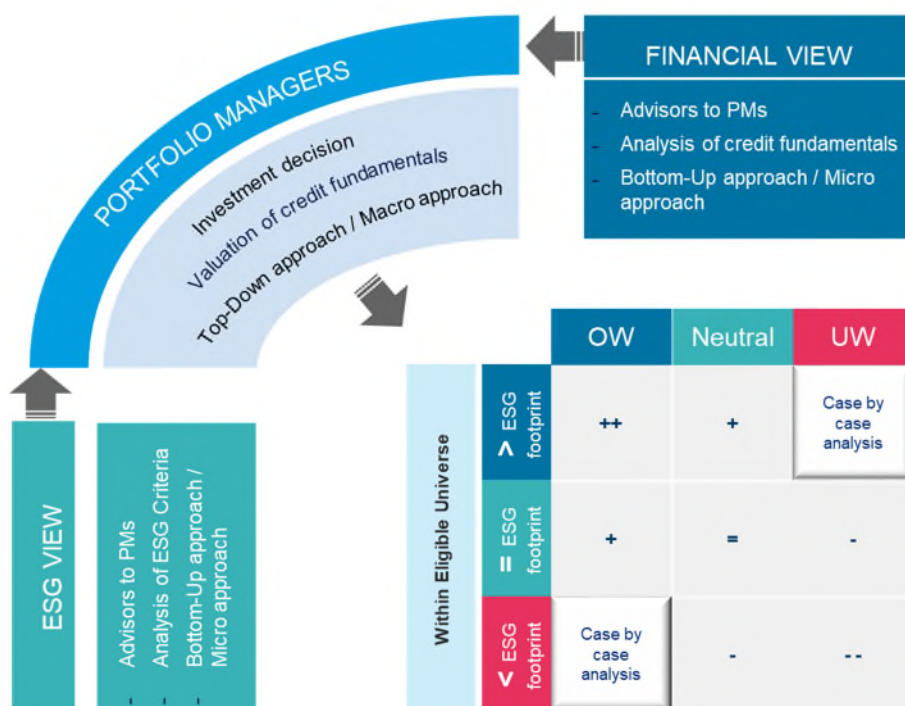 PORTFOLIO MANAGERS
Investment decision
Valuation of credit fundamentals
Top-Down approach / Macro approach
FINANCIAL VIEW
- Advisors to PMs
- Analysis of credit fundamentals
- Bottom-Up approach / Micro
approach
ESG VIEW
- Advisors to PMs
- Analysis of ESG Criteria
- Bottom-Up approach /
Micro approach
Within Eligible Universe
OW Neutral UW
> ESG
footprint
++ + Case by
case
analysis
= ESG
footprint
+ = -
< ESG
footprint
Case by
case
analysis
- --